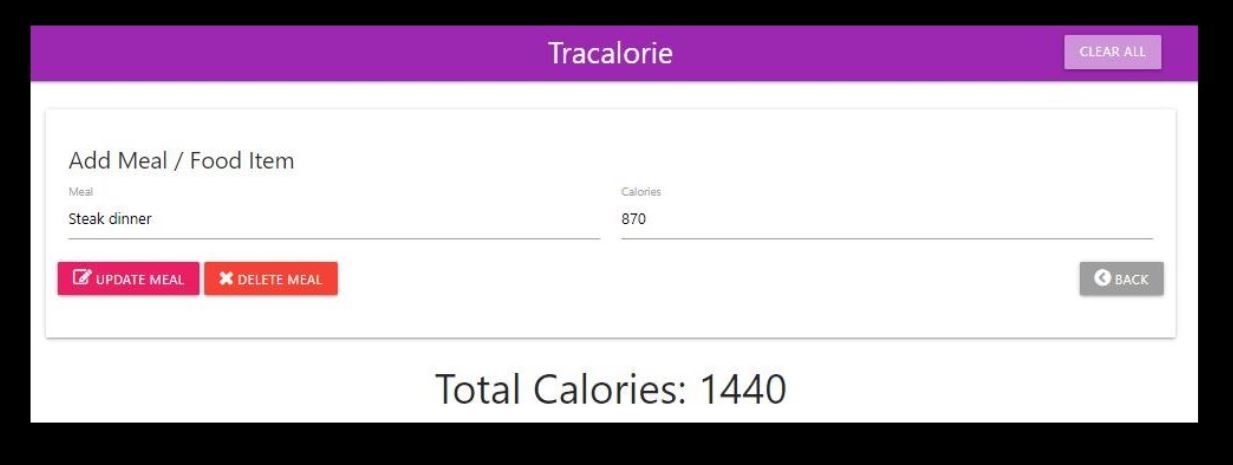 Tracalorie
CLEAR ALL
Add Meal / Food Item
Meal
Calories
Steak dinner
870
UPDATE MEAL
DELETE MEAL
BACK
Total Calories: 1440